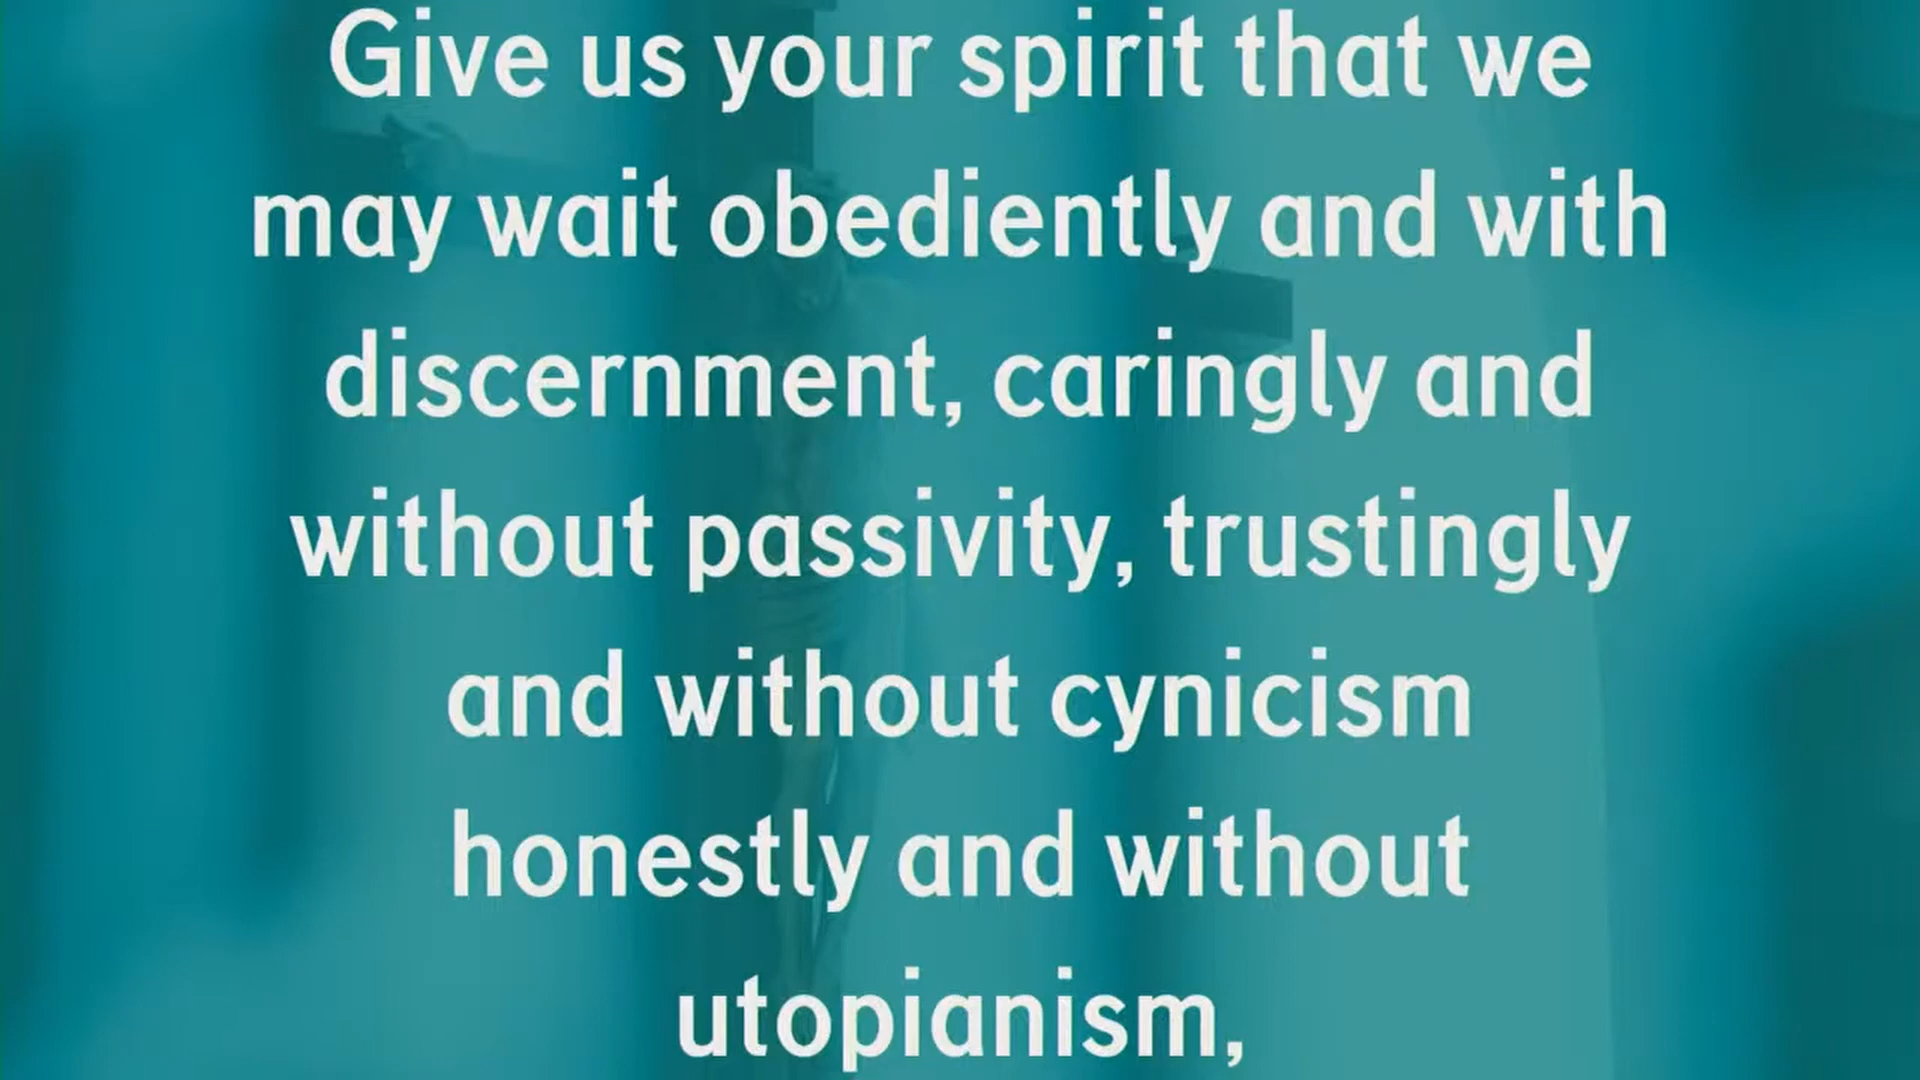 Give us your spirit that we
may wait obediently and with
discernment, caringly and
without passivity, trustingly
and without cynicism
honestly and without
utopianism,